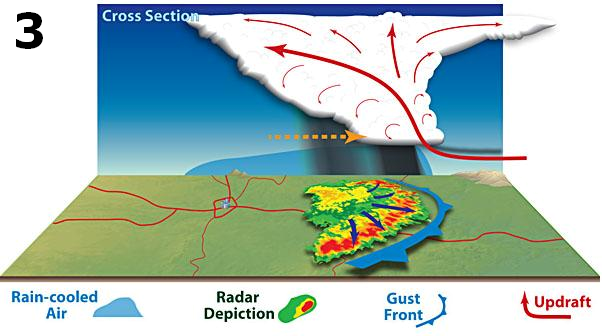 3
Cross Section
Rain-cooled
Air
Radar
Depiction
Gust
Front
Updraft